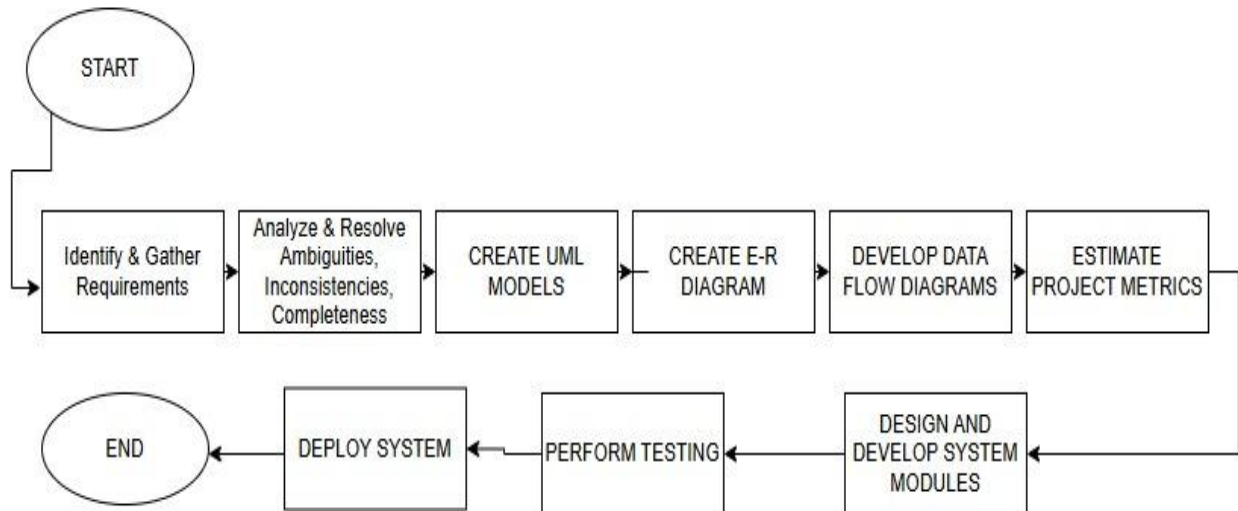 START
Identify & Gather
Requirements
Analyze & Resolve
Ambiguities,
Inconsistencies,
Completeness
CREATE UML
MODELS
CREATE E-R
DIAGRAM
DEVELOP DATA
FLOW DIAGRAMS
ESTIMATE
PROJECT METRICS
DESIGN AND
DEVELOP SYSTEM
MODULES
PERFORM TESTING
DEPLOY SYSTEM
END